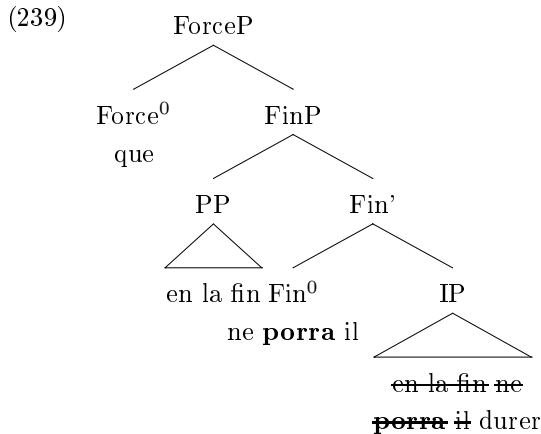 (239) ForceP
Force⁰ FinP
que
PP Fin'
en la fin Fin⁰ IP
ne porra il
en la fin ne
porra il durer